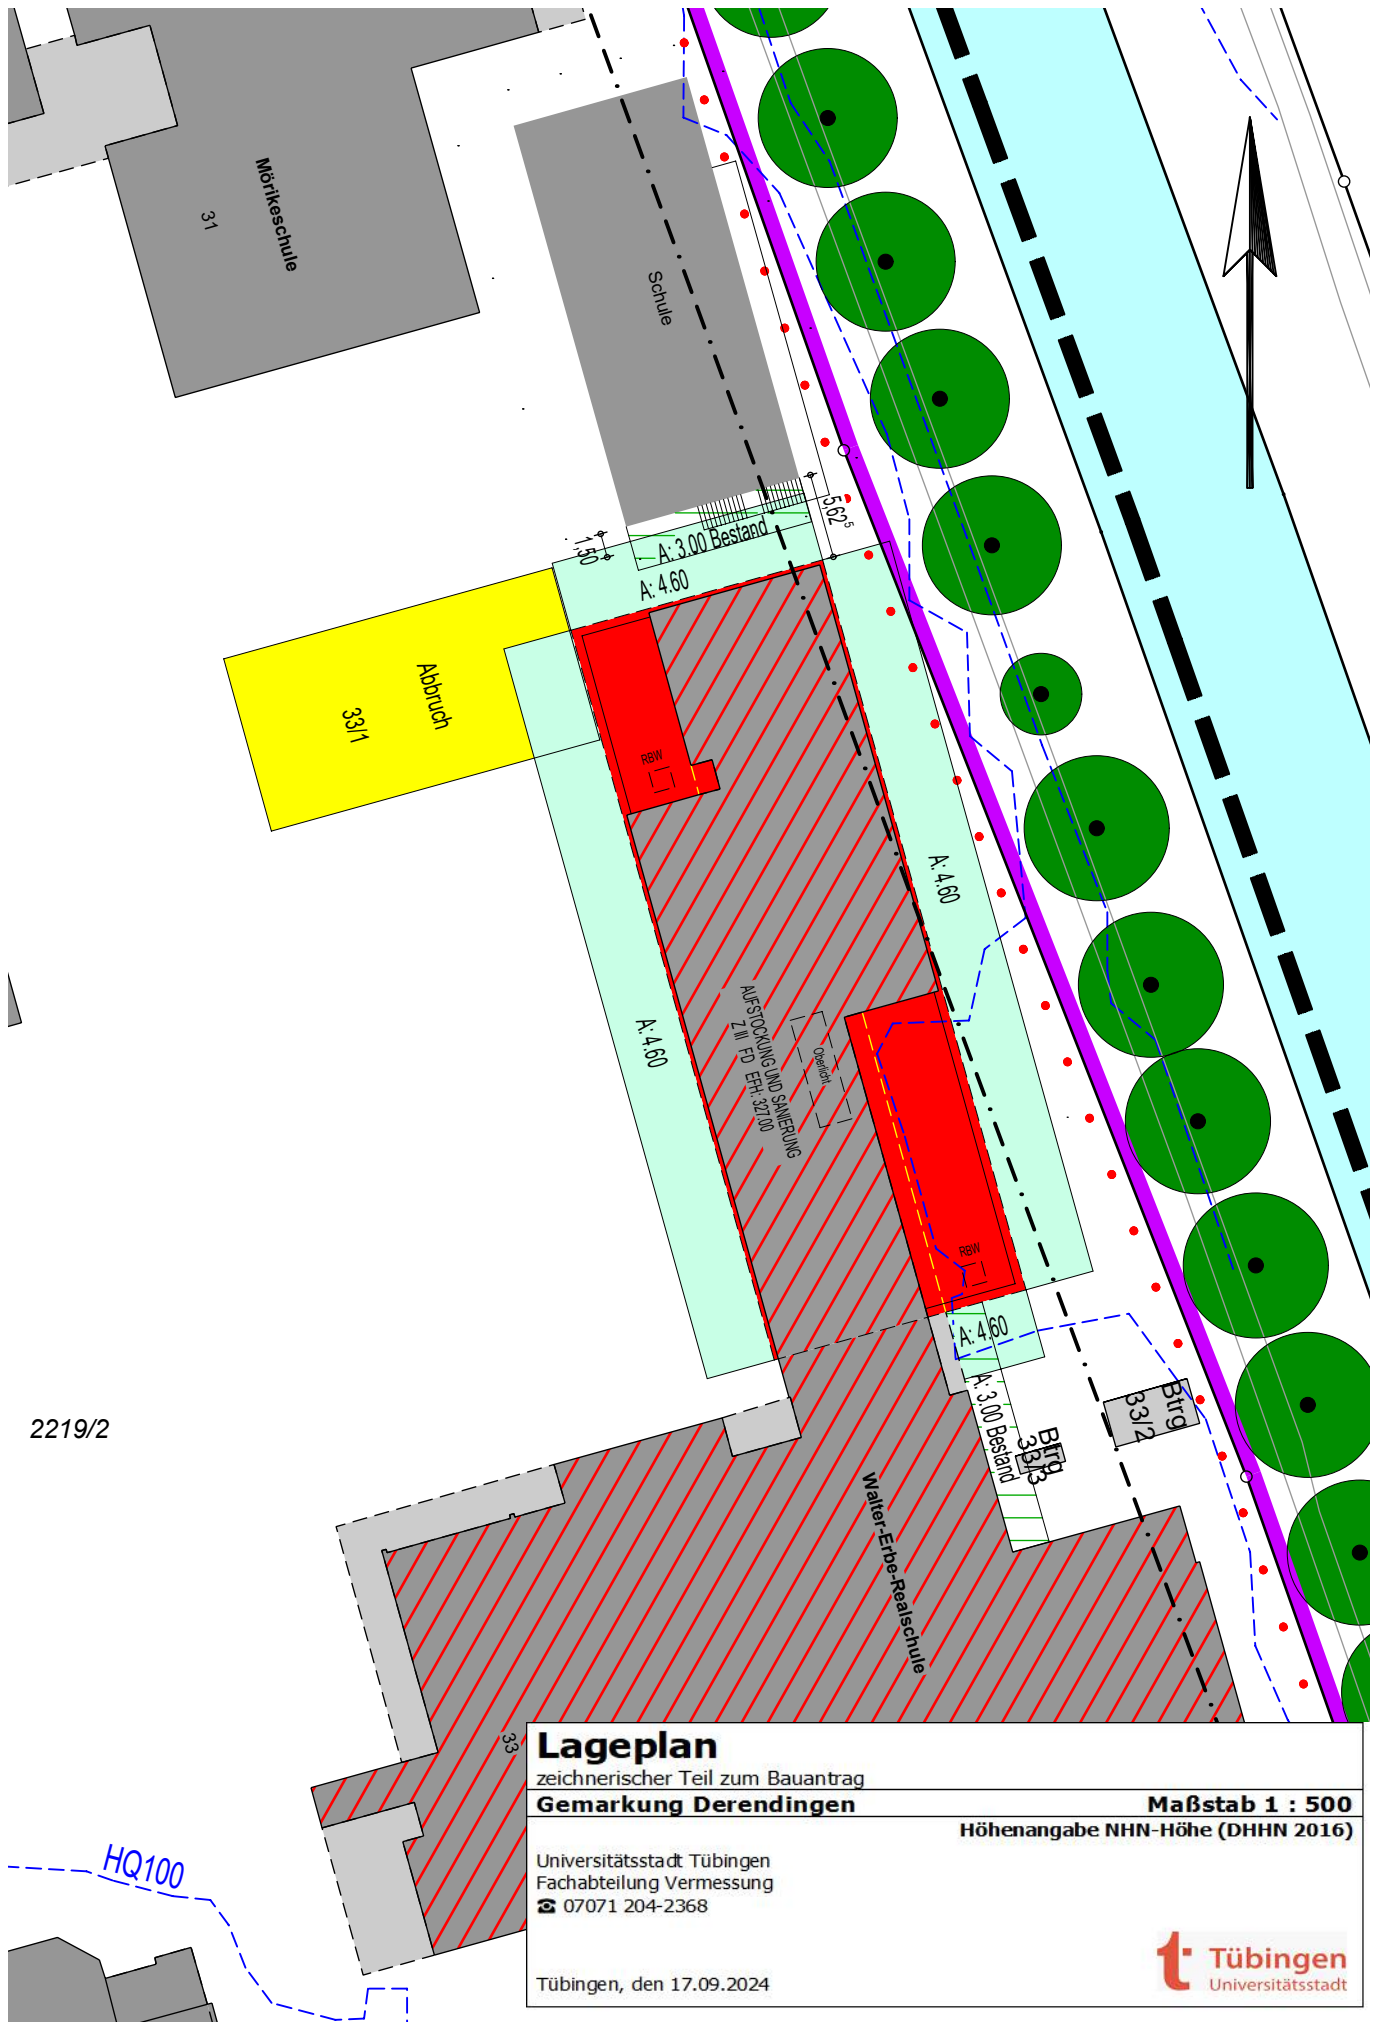 Mörikeschule
31
Schule
5,62⁵
1,50
A: 3.00 Bestand
A: 4.60
Abbruch
33/1
RBW
A: 4.60
A: 4.60
AUFSTOCKUNG UND SANIERUNG
Z III FD EFH: 327.00
Oberlicht
RBW
A: 4.60
A: 3.00 Bestand
Btrg
33/3
Btrg
33/2
2219/2
Walter-Erbe-Realschule
33
HQ100
Lageplan
zeichnerischer Teil zum Bauantrag
Gemarkung Derendingen Maßstab 1 : 500
Höhenangabe NHN-Höhe (DHHN 2016)
Universitätsstadt Tübingen
Fachabteilung Vermessung
☎ 07071 204-2368
Tübingen, den 17.09.2024
t Tübingen
Universitätsstadt